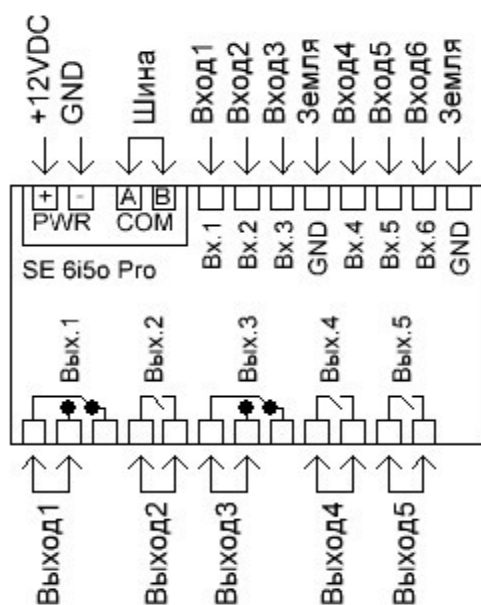 +12VDC
GND
Шина
Вход1
Вход2
Вход3
Земля
Вход4
Вход5
Вход6
Земля
+ - A B
PWR COM
Вх.1
Вх.2
Вх.3
GND
Вх.4
Вх.5
Вх.6
GND
SE 6i5o Pro
Вых.1
Вых.2
Вых.3
Вых.4
Вых.5
Выход1
Выход2
Выход3
Выход4
Выход5